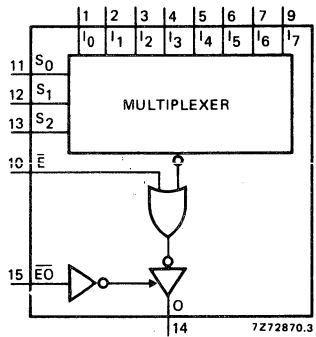 1 2 3 4 5 6 7 9
I0 I1 I2 I3 I4 I5 I6 I7
11 S0
12 S1
13 S2
MULTIPLEXER
10 E̅
15 E̅O̅
O
14
7Z72870.3